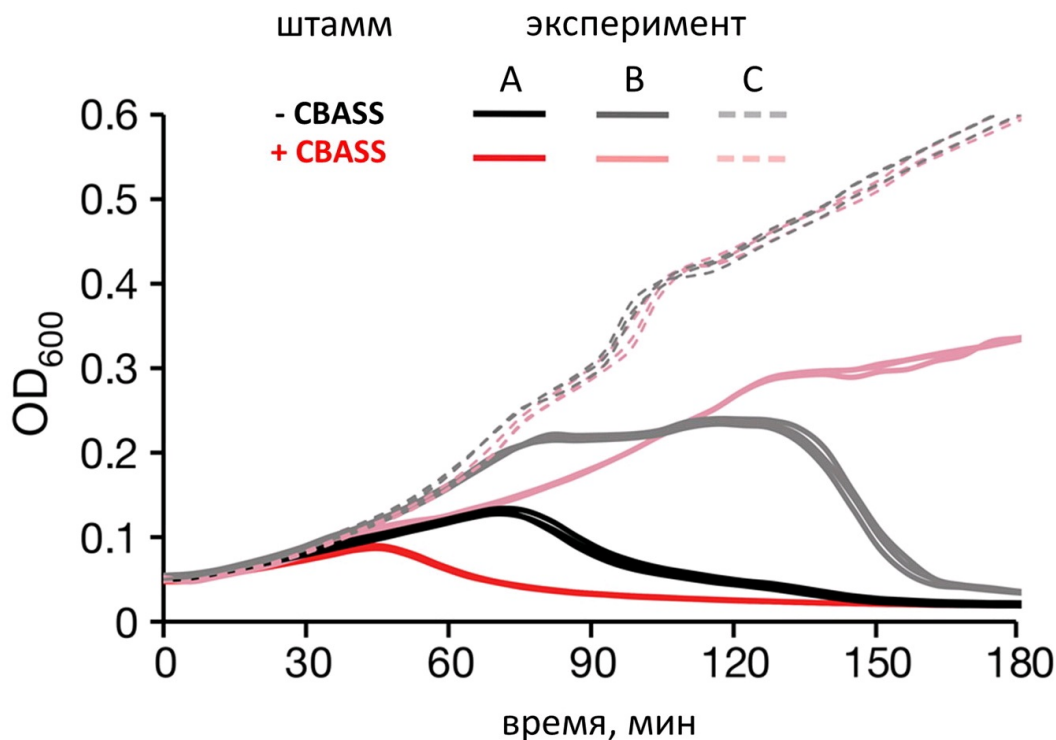 штамм эксперимент
A B C
- CBASS
+ CBASS
0.6
0.5
0.4
0.3
0.2
0.1
0
OD600
0 30 60 90 120 150 180
время, мин